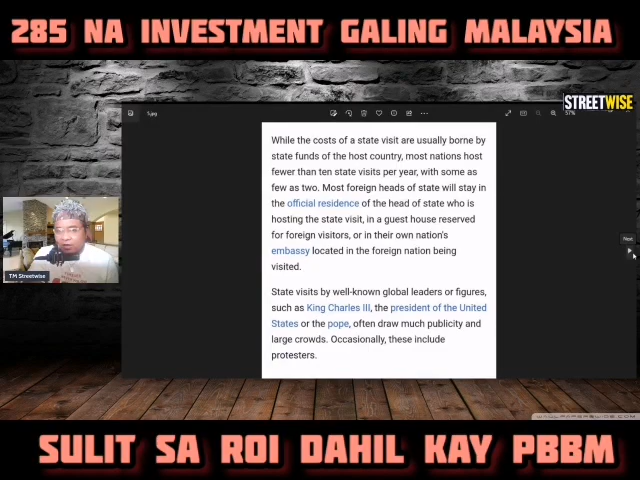 285 NA INVESTMENT GALING MALAYSIA
STREETWISE
5.jpg
57%
While the costs of a state visit are usually borne by
state funds of the host country, most nations host
fewer than ten state visits per year, with some as
few as two. Most foreign heads of state will stay in
the official residence of the head of state who is
hosting the state visit, in a guest house reserved
for foreign visitors, or in their own nation's
embassy located in the foreign nation being
visited.
State visits by well-known global leaders or figures,
such as King Charles III, the president of the United
States or the pope, often draw much publicity and
large crowds. Occasionally, these include
protesters.
Next
TM Streetwise
SULIT SA ROI DAHIL KAY PBBM